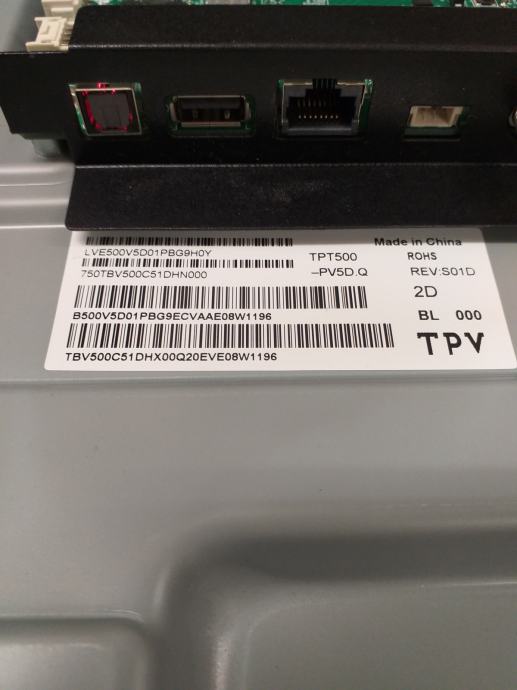 Made in China
LVE500V5D01PBG9H0Y
TPT500
ROHS
750TBV500C51DHN000
-PV5D.Q
REV:S01D
2D
B500V5D01PBG9ECVAAE08W1196
BL 000
TBV500C51DHX00Q20EVE08W1196
TPV